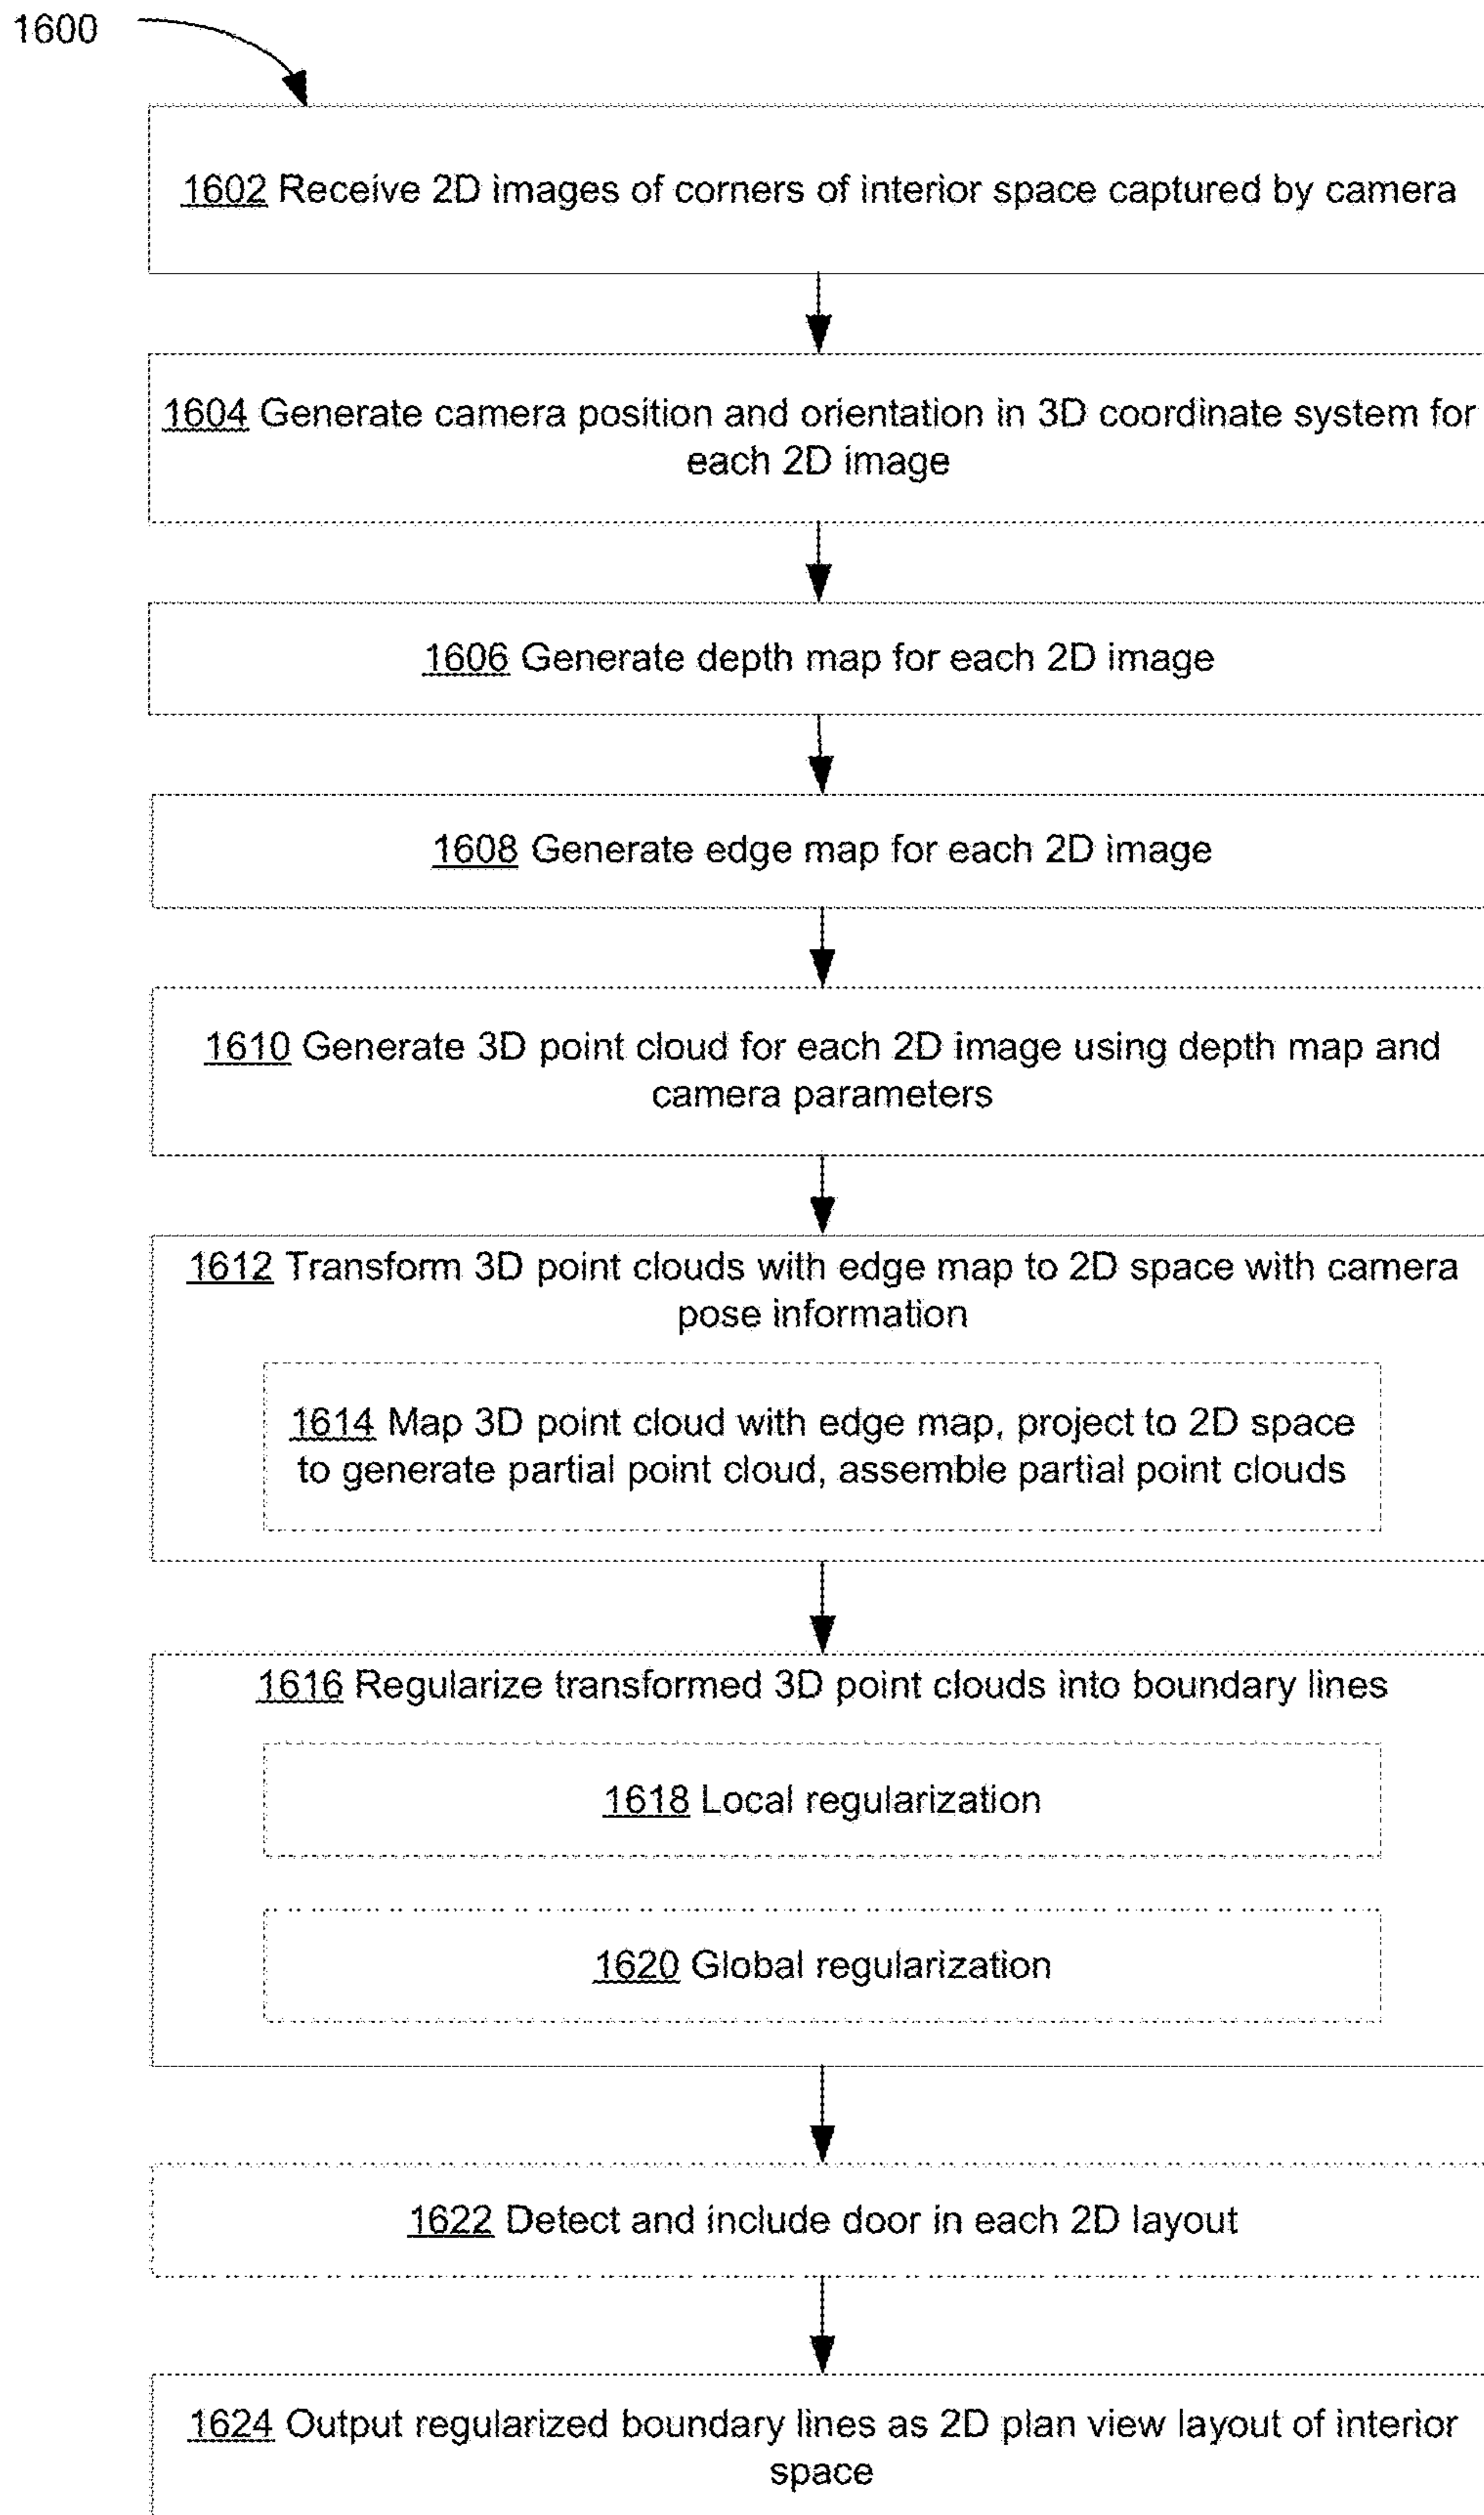 1600
1602 Receive 2D images of corners of interior space captured by camera
1604 Generate camera position and orientation in 3D coordinate system for
each 2D image
1606 Generate depth map for each 2D image
1608 Generate edge map for each 2D image
1610 Generate 3D point cloud for each 2D image using depth map and
camera parameters
1612 Transform 3D point clouds with edge map to 2D space with camera
pose information
1614 Map 3D point cloud with edge map, project to 2D space
to generate partial point cloud, assemble partial point clouds
1616 Regularize transformed 3D point clouds into boundary lines
1618 Local regularization
1620 Global regularization
1622 Detect and include door in each 2D layout
1624 Output regularized boundary lines as 2D plan view layout of interior
space